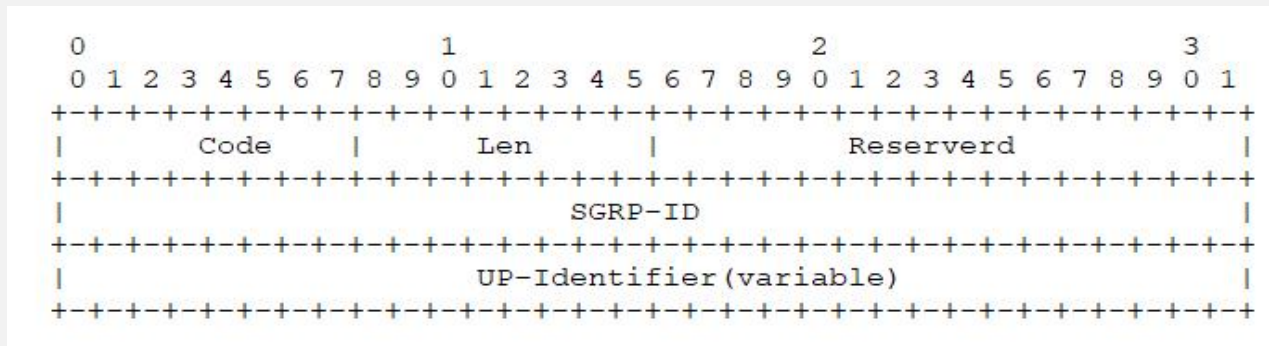 0 1 2 3
0 1 2 3 4 5 6 7 8 9 0 1 2 3 4 5 6 7 8 9 0 1 2 3 4 5 6 7 8 9 0 1
+-+-+-+-+-+-+-+-+-+-+-+-+-+-+-+-+-+-+-+-+-+-+-+-+-+-+-+-+-+-+-+-+
| Code | Len | Reserverd |
+-+-+-+-+-+-+-+-+-+-+-+-+-+-+-+-+-+-+-+-+-+-+-+-+-+-+-+-+-+-+-+-+
| SGRP-ID |
+-+-+-+-+-+-+-+-+-+-+-+-+-+-+-+-+-+-+-+-+-+-+-+-+-+-+-+-+-+-+-+-+
| UP-Identifier(variable) |
+-+-+-+-+-+-+-+-+-+-+-+-+-+-+-+-+-+-+-+-+-+-+-+-+-+-+-+-+-+-+-+-+